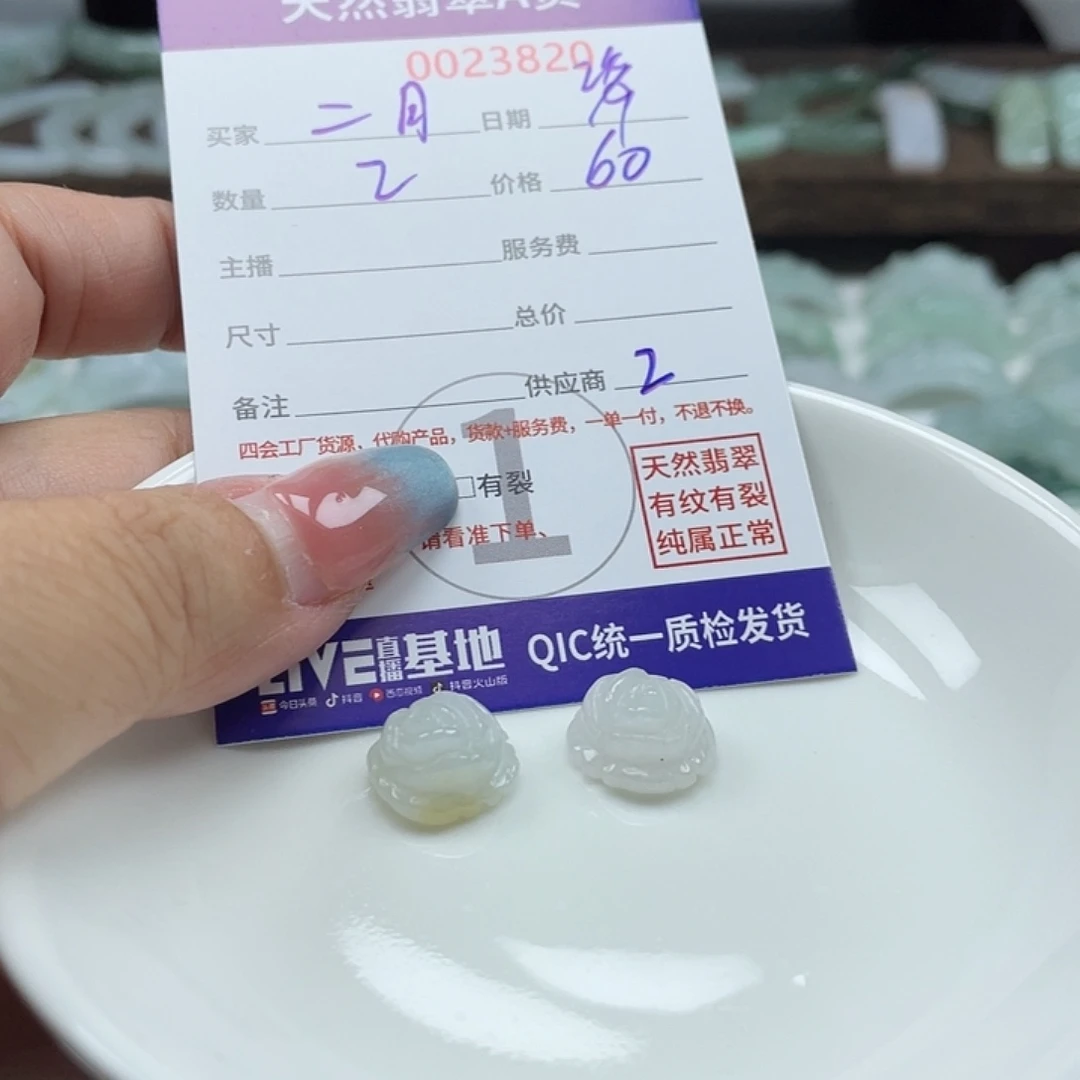 天然翡翠A货
0023820
买家 二月 日期
数量 2 价格 60
主播 服务费
尺寸 总价
备注 供应商 2
四会工厂货源，代购产品，货款+服务费，一单一付，不退不换。
1
□有裂
请看准下单、
天然翡翠
有纹有裂
纯属正常
LIVE直播基地 QIC统一质检发货
今日头条 抖音 西瓜视频 抖音火山版